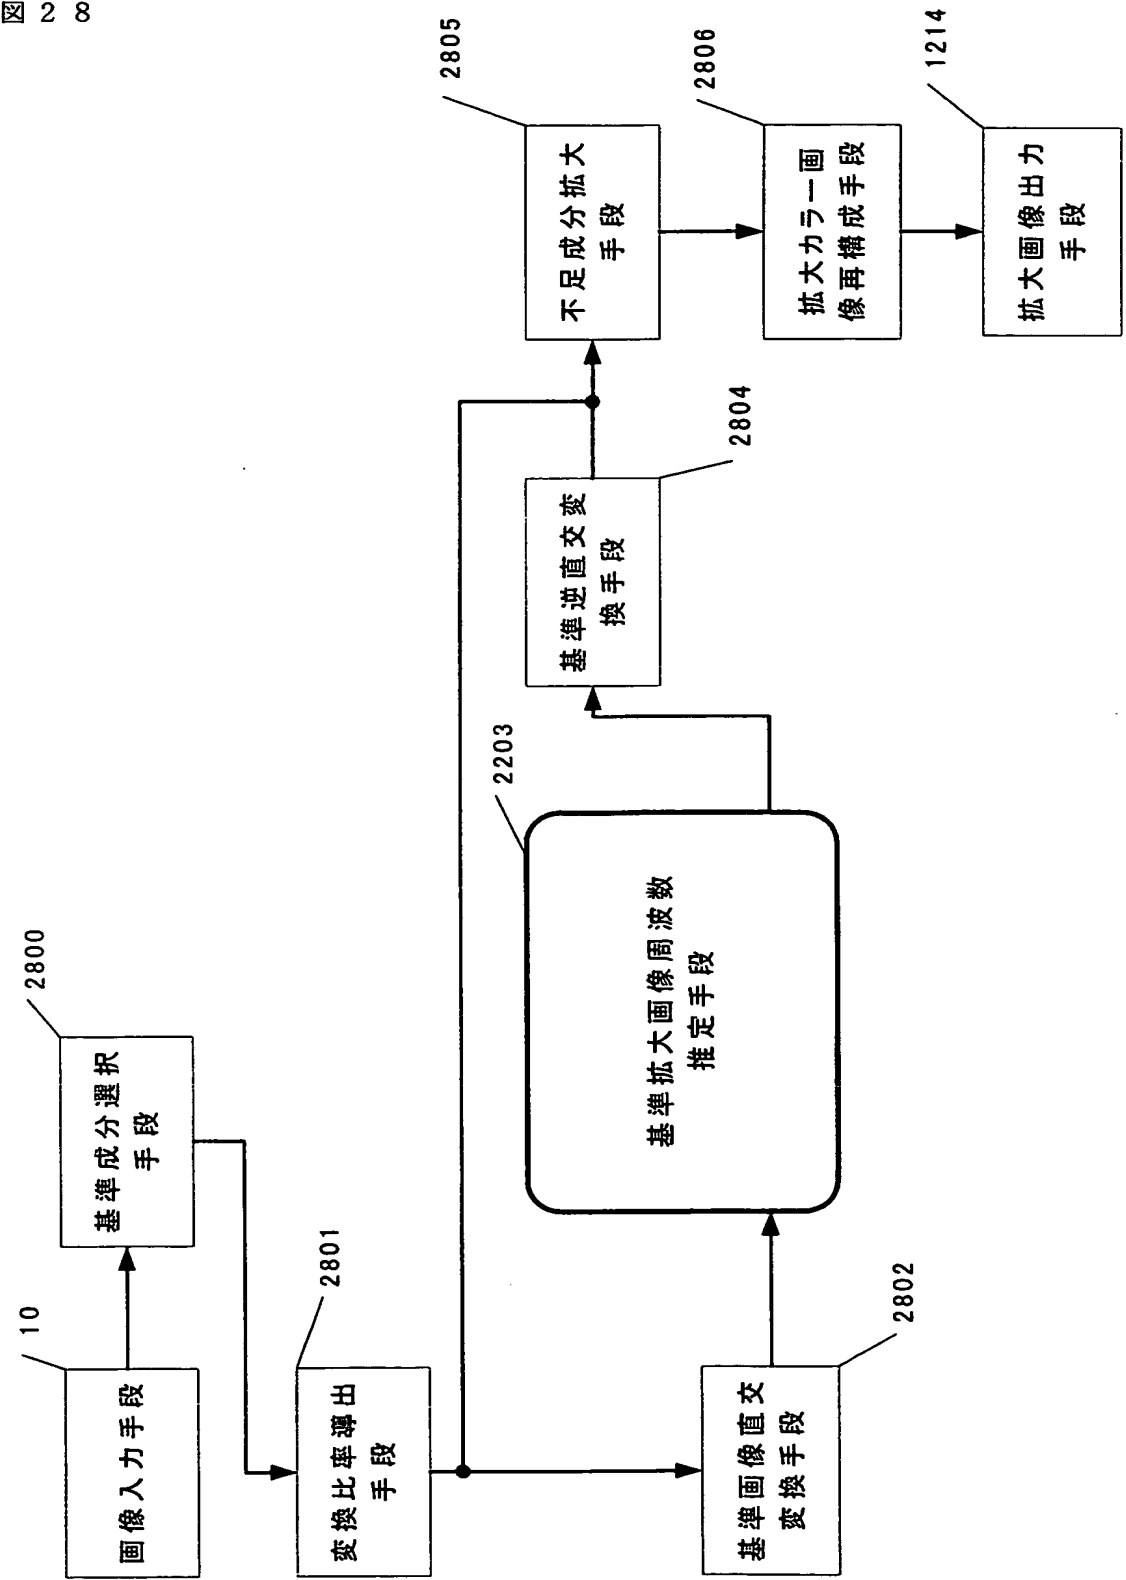 図２８
10
画像入力手段
2800
基準成分選択
手段
2801
変換比率導出
手段
2802
基準画像直交
変換手段
2203
基準拡大画像周波数
推定手段
2804
基準逆直交変
換手段
2805
不足成分拡大
手段
2806
拡大カラー画
像再構成手段
1214
拡大画像出力
手段